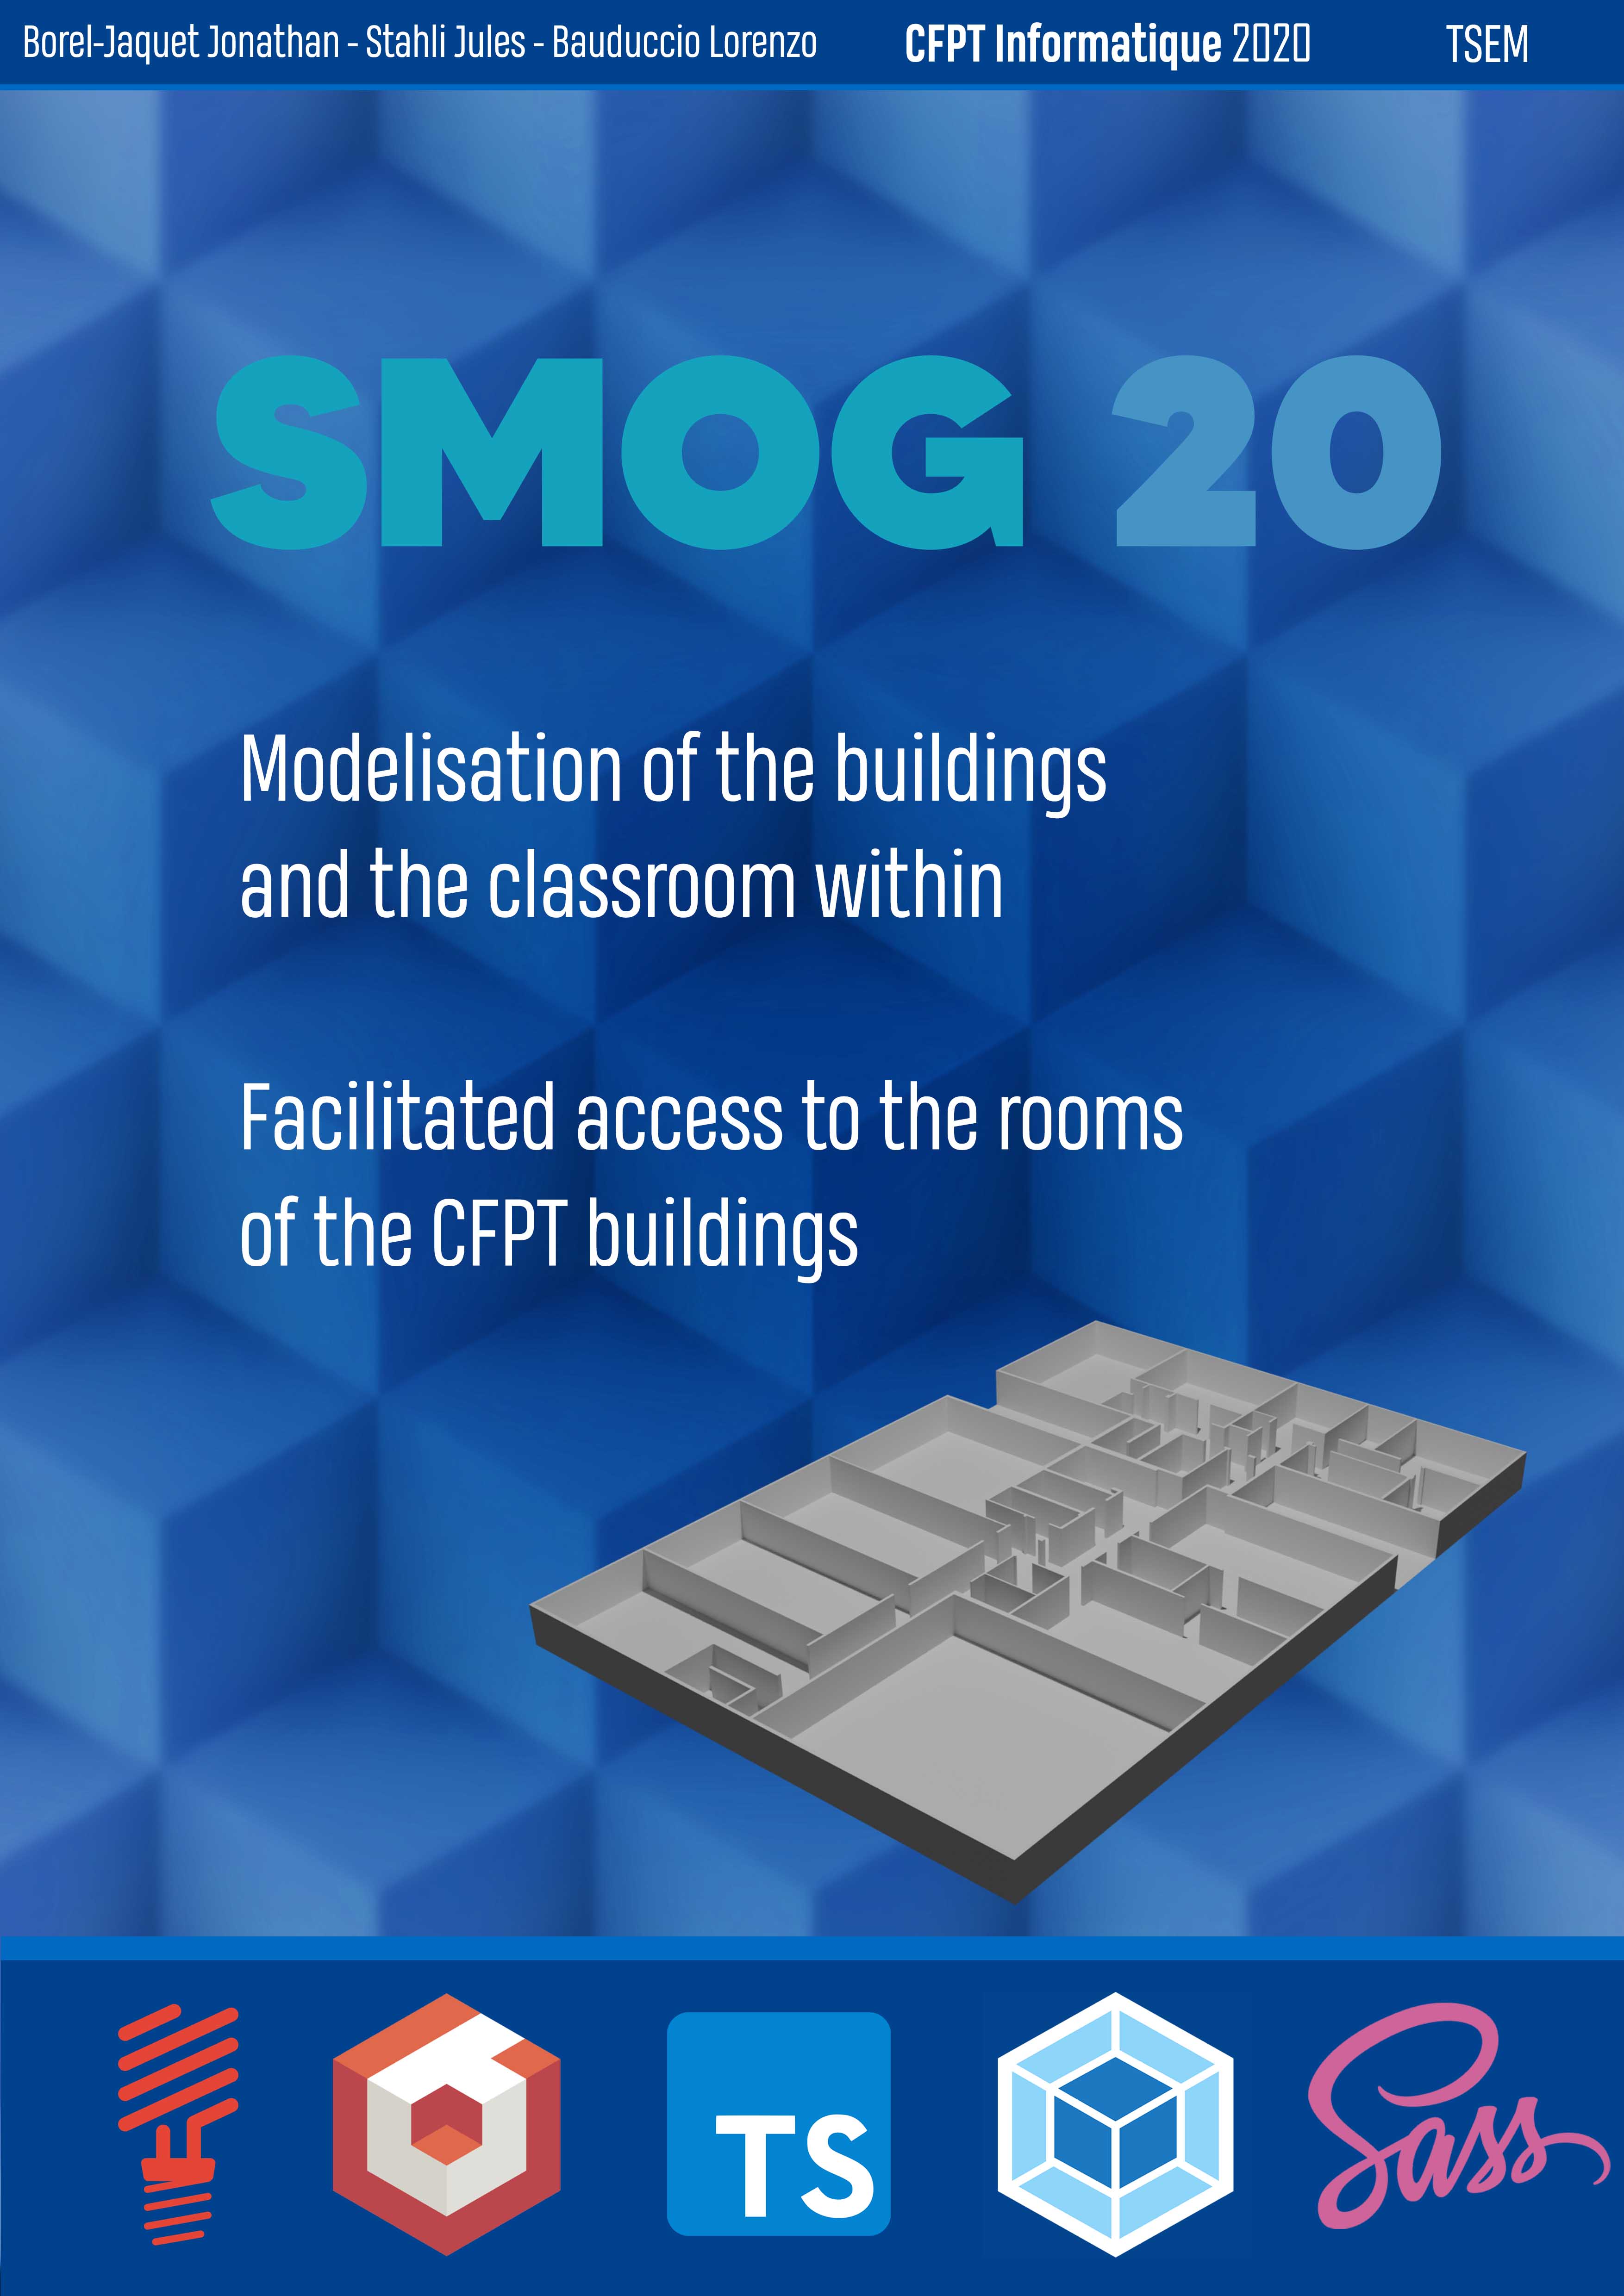 Borel-Jaquet Jonathan - Stahli Jules - Bauduccio Lorenzo CFPT Informatique 2020 TSEM
SMOG 20
Modelisation of the buildings
and the classroom within
Facilitated access to the rooms
of the CFPT buildings
TS Sass